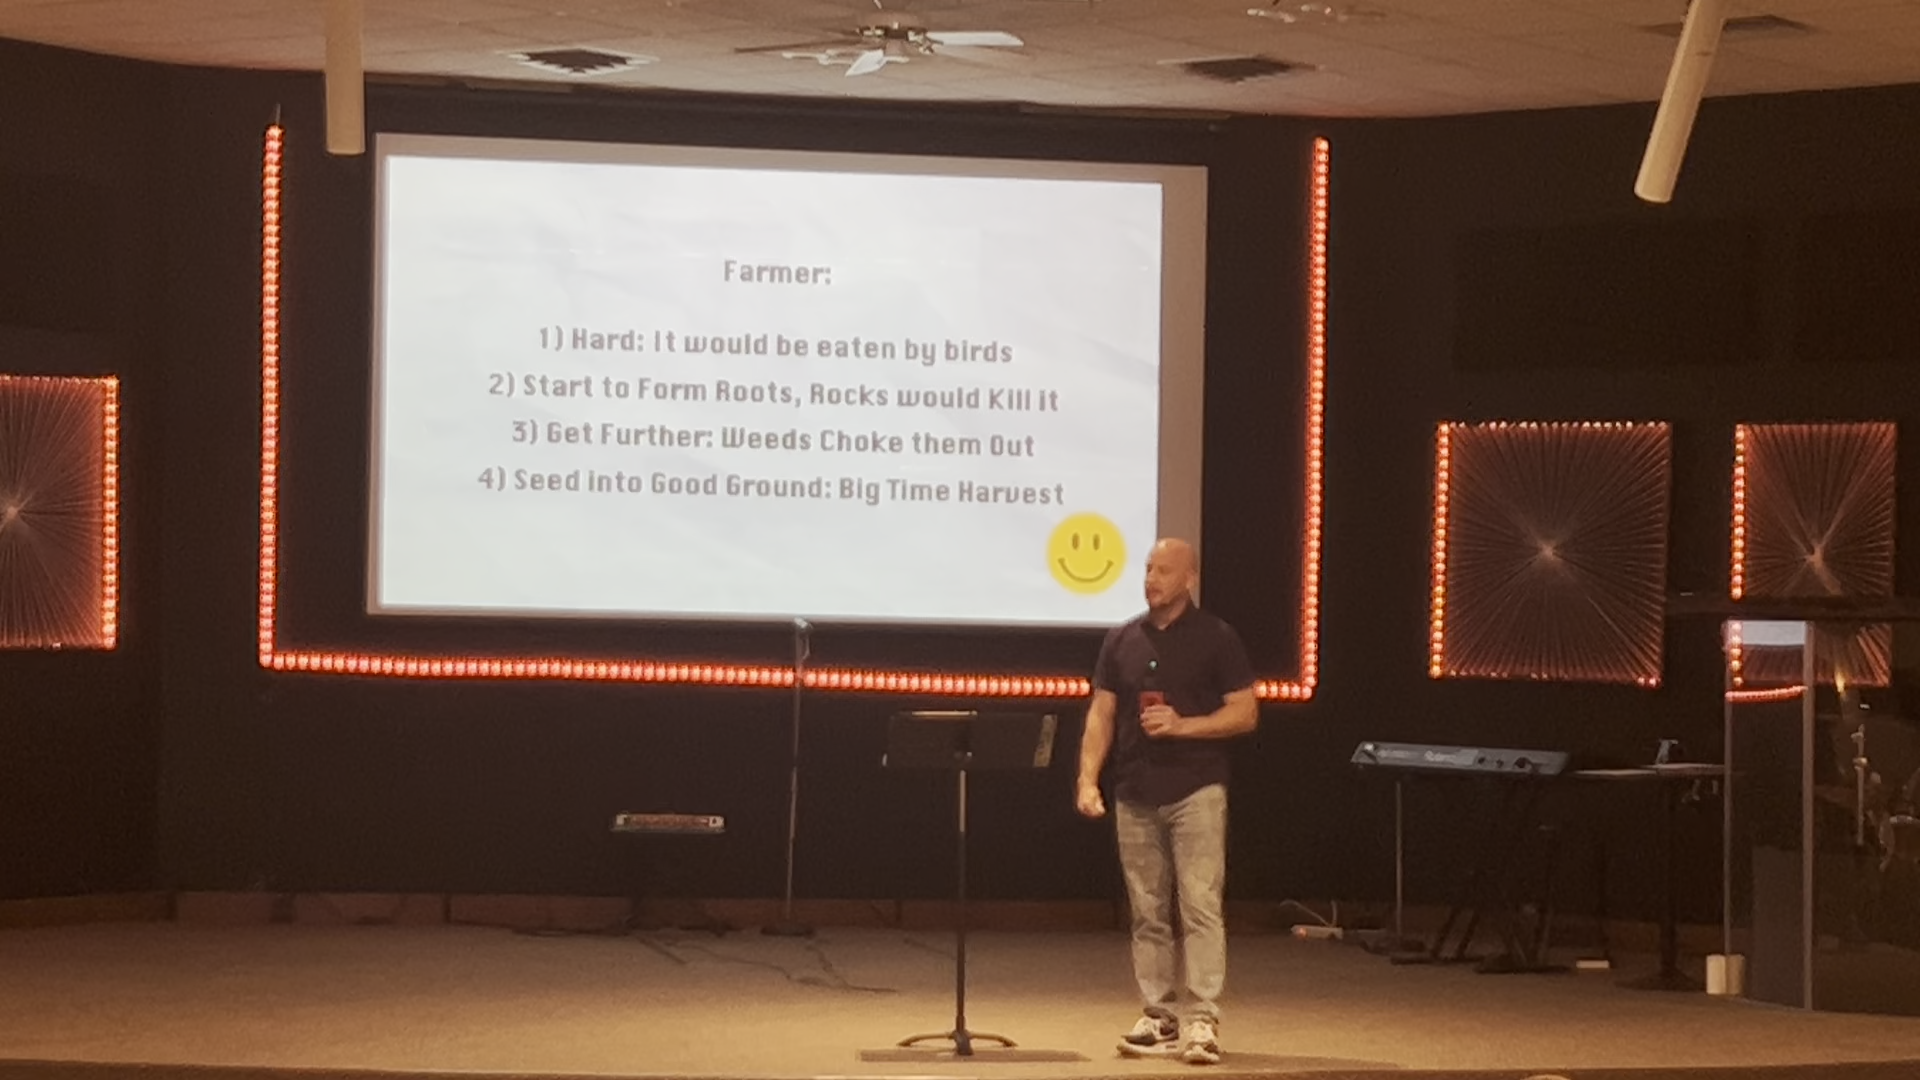 Farmer:
1) Hard: It would be eaten by birds
2) Start to Form Roots, Rocks would Kill it
3) Get Further: Weeds Choke them Out
4) Seed into Good Ground: Big Time Harvest